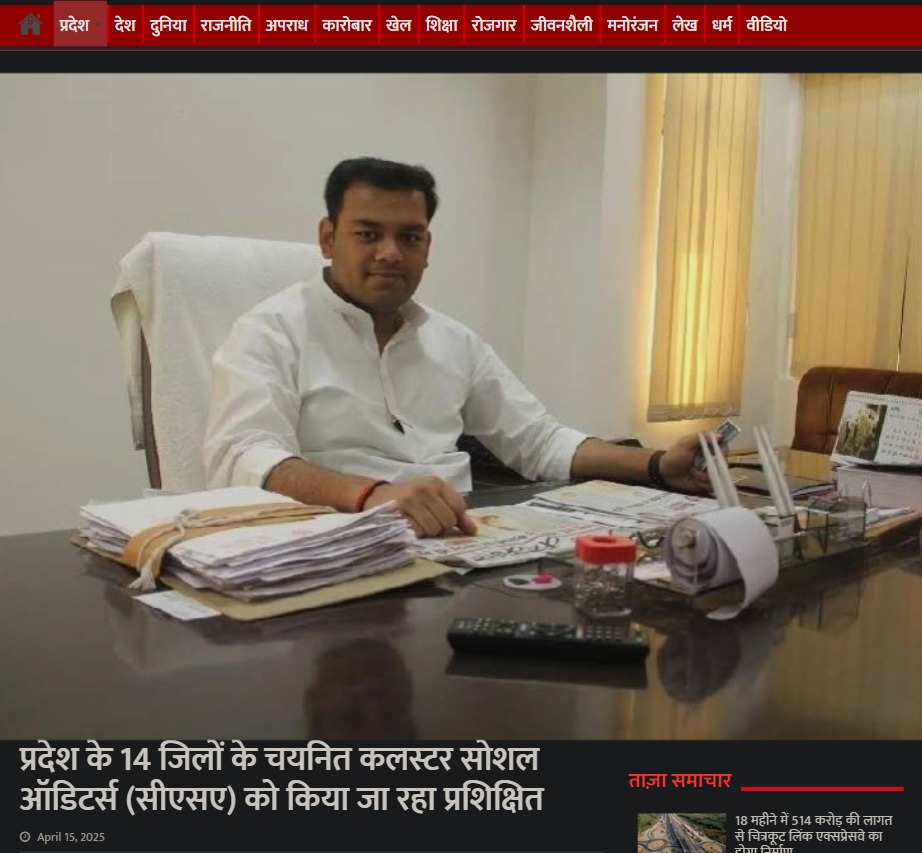 प्रदेश देश दुनिया राजनीति अपराध कारोबार खेल शिक्षा रोजगार जीवनशैली मनोरंजन लेख धर्म वीडियो
प्रदेश के 14 जिलों के चयनित कलस्टर सोशल
ऑडिटर्स (सीएसए) को किया जा रहा प्रशिक्षित
April 15, 2025
ताज़ा समाचार
18 महीने में 514 करोड़ की लागत
से चित्रकूट लिंक एक्सप्रेसवे का
होगा निर्माण